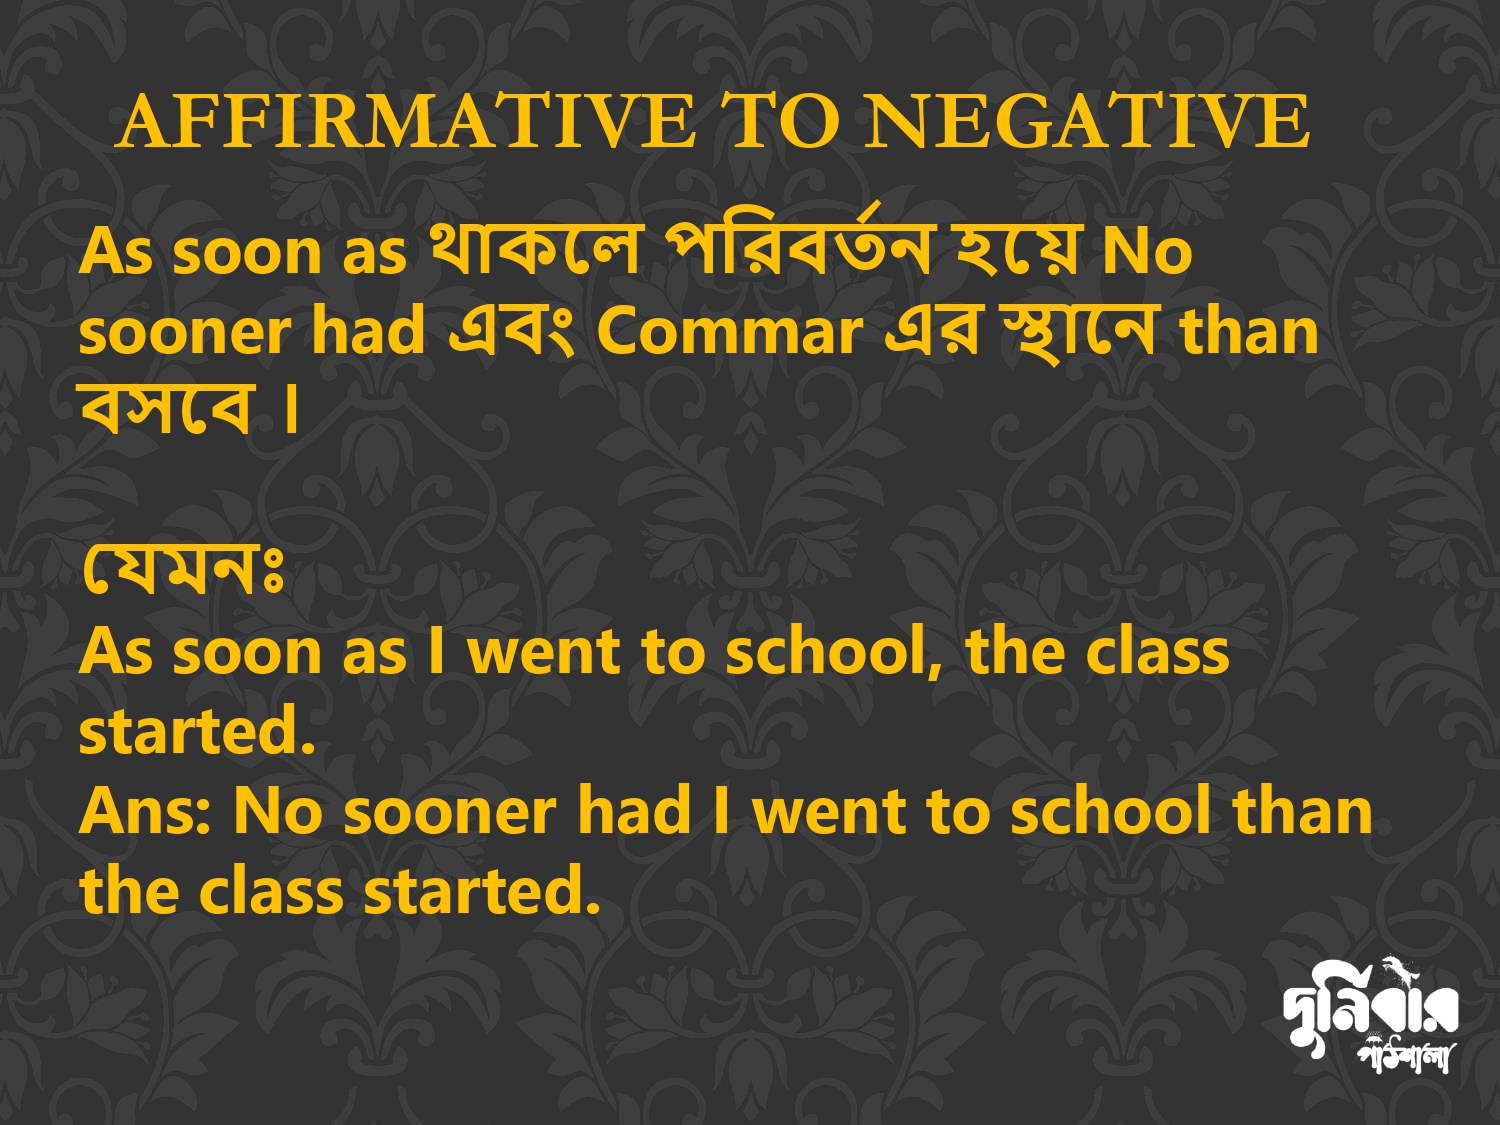 AFFIRMATIVE TO NEGATIVE
As soon as থাকলে পরিবর্তন হয়ে No
sooner had এবং Commar এর স্থানে than
বসবে ।
যেমনঃ
As soon as I went to school, the class
started.
Ans: No sooner had I went to school than
the class started.
দুর্নিবার
পাঠশালা